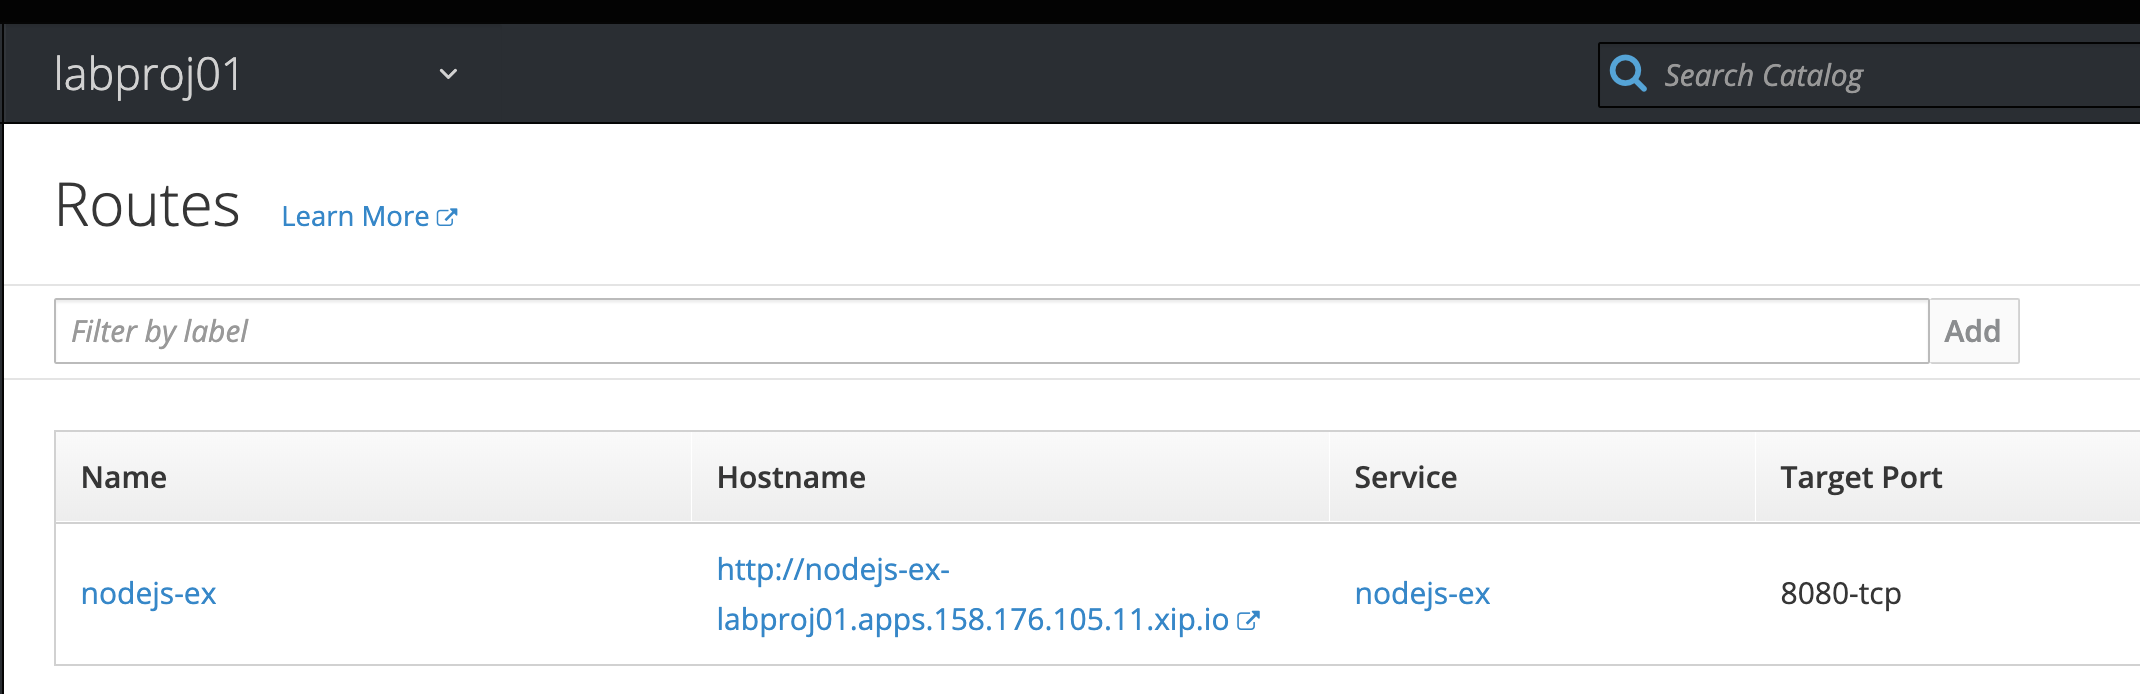 labproj01
Search Catalog
Routes
Learn More
Filter by label
Add
Name
Hostname
Service
Target Port
nodejs-ex
http://nodejs-ex-
labproj01.apps.158.176.105.11.xip.io
nodejs-ex
8080-tcp